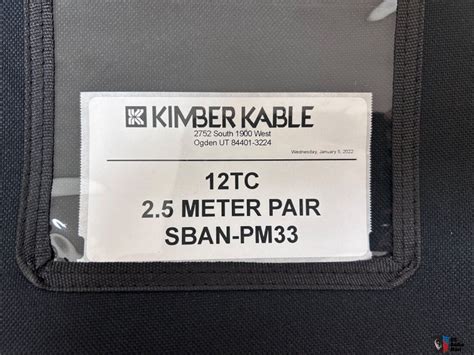 KIMBER KABLE
2752 South 1900 West
Ogden UT 84401-3224
Wednesday, January 5, 2022
12TC
2.5 METER PAIR
SBAN-PM33